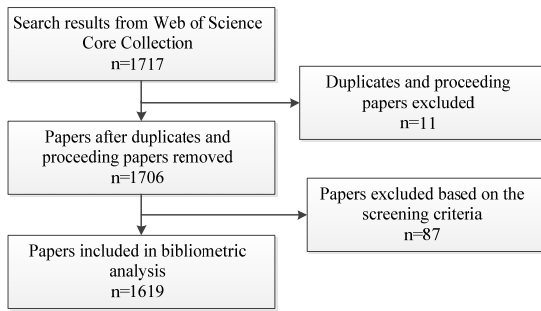 Search results from Web of Science
Core Collection
n=1717
Duplicates and proceeding
papers excluded
n=11
Papers after duplicates and
proceeding papers removed
n=1706
Papers excluded based on the
screening criteria
n=87
Papers included in bibliometric
analysis
n=1619